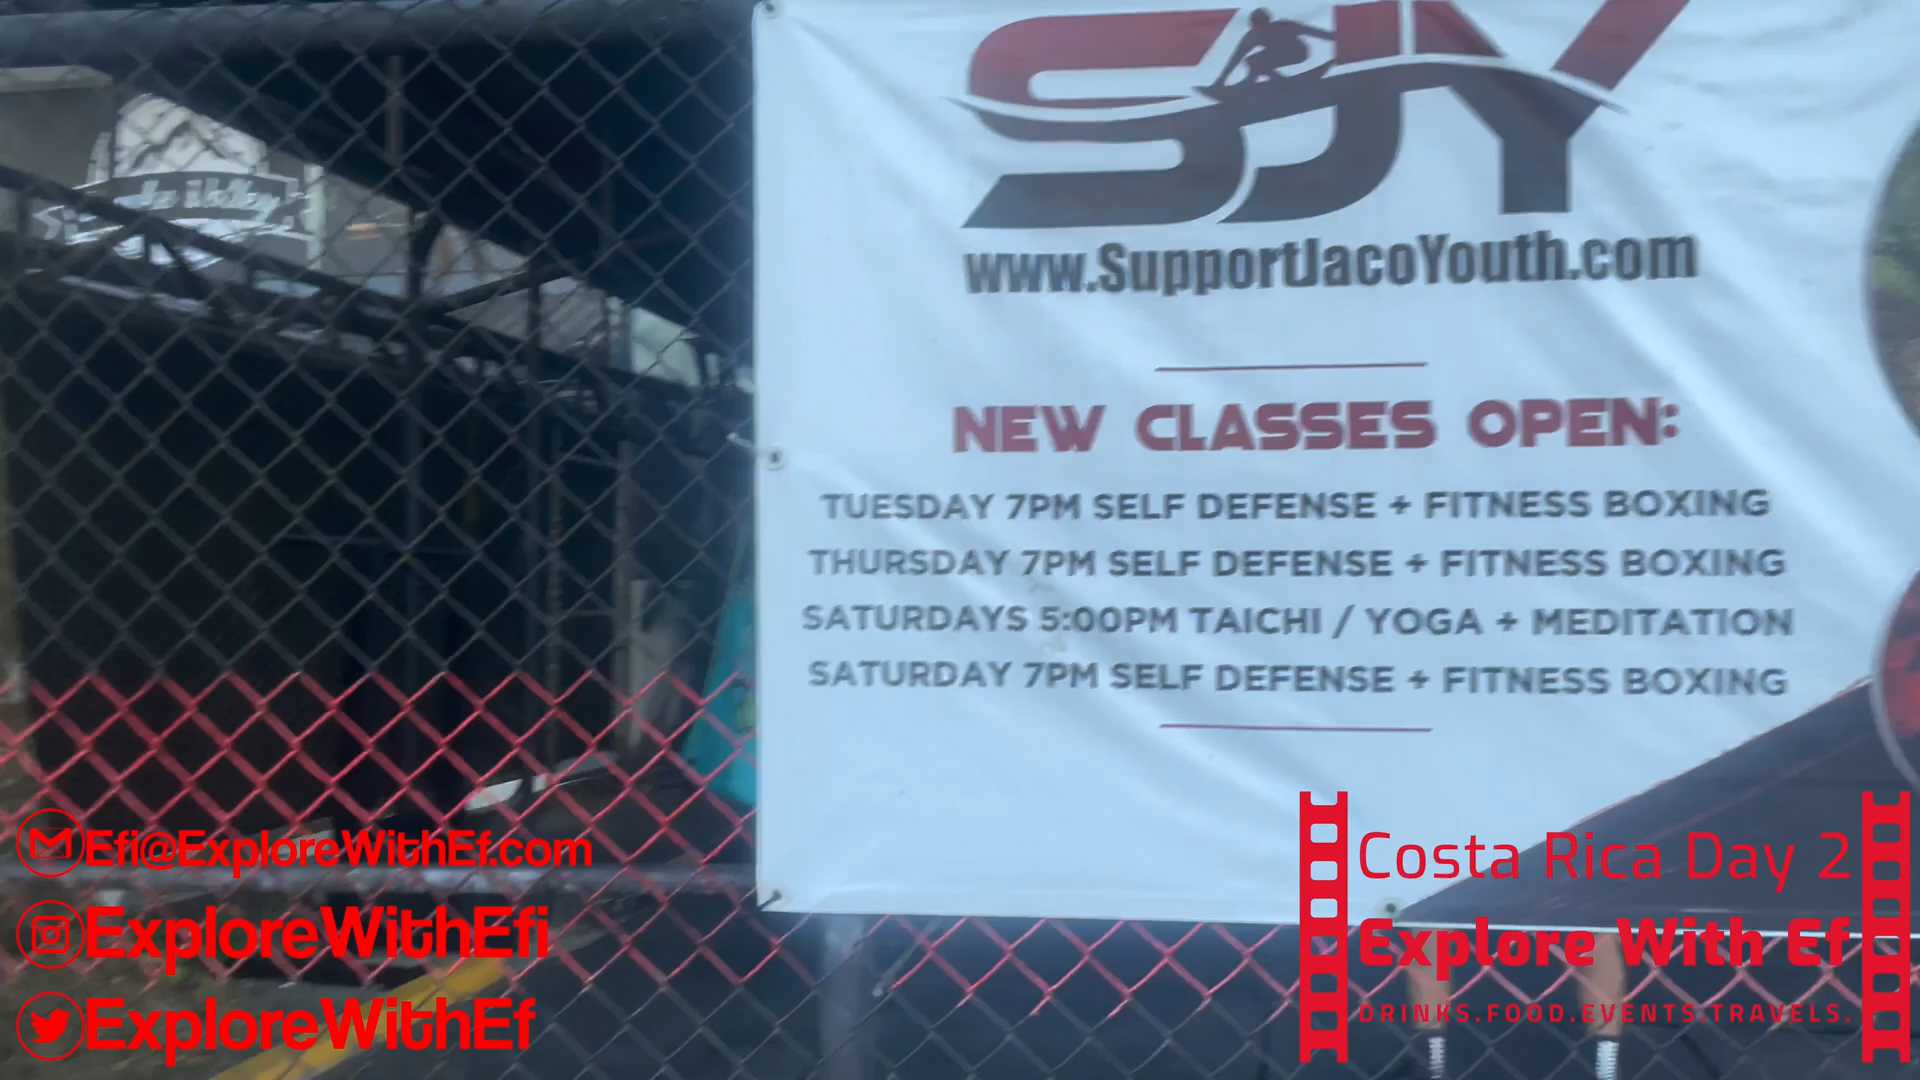 SJY
www.SupportJacoYouth.com
NEW CLASSES OPEN:
TUESDAY 7PM SELF DEFENSE + FITNESS BOXING
THURSDAY 7PM SELF DEFENSE + FITNESS BOXING
SATURDAYS 5:00PM TAICHI / YOGA + MEDITATION
SATURDAY 7PM SELF DEFENSE + FITNESS BOXING
Efi@ExploreWithEf.com
ExploreWithEfi
ExploreWithEf
Costa Rica Day 2
Explore With Ef
DRINKS.FOOD.EVENTS.TRAVELS.